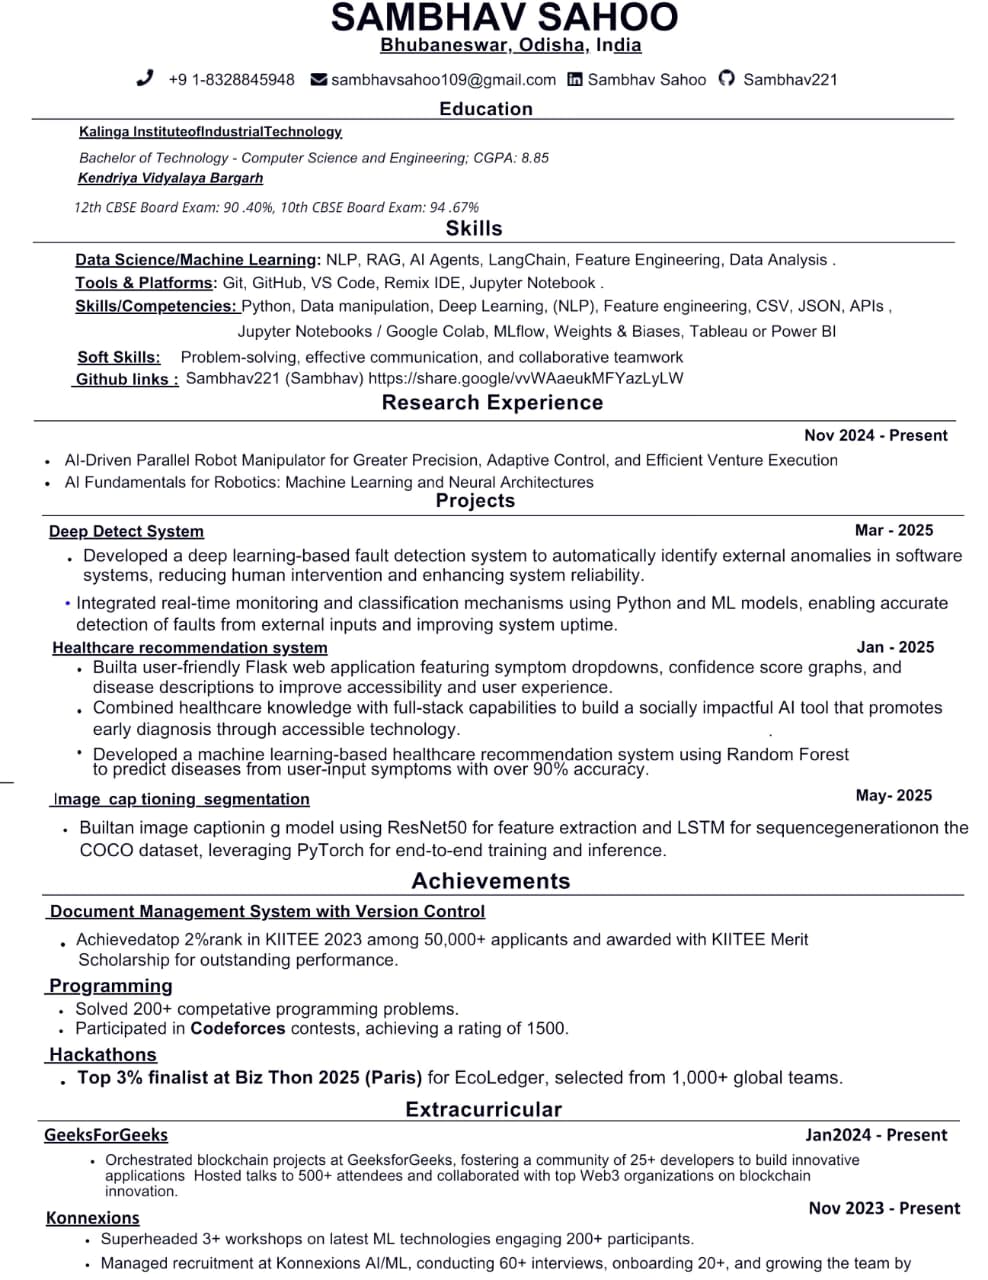 SAMBHAV SAHOO
Bhubaneswar, Odisha, India
+9 1-8328845948 sambhavsahoo109@gmail.com Sambhav Sahoo Sambhav221
Education
Kalinga InstituteofIndustrialTechnology
Bachelor of Technology - Computer Science and Engineering; CGPA: 8.85
Kendriya Vidyalaya Bargarh
12th CBSE Board Exam: 90 .40%, 10th CBSE Board Exam: 94 .67%
Skills
Data Science/Machine Learning: NLP, RAG, AI Agents, LangChain, Feature Engineering, Data Analysis .
Tools & Platforms: Git, GitHub, VS Code, Remix IDE, Jupyter Notebook .
Skills/Competencies: Python, Data manipulation, Deep Learning, (NLP), Feature engineering, CSV, JSON, APIs ,
Jupyter Notebooks / Google Colab, MLflow, Weights & Biases, Tableau or Power BI
Soft Skills: Problem-solving, effective communication, and collaborative teamwork
Github links : Sambhav221 (Sambhav) https://share.google/vvWAaeukMFYazLyLW
Research Experience
Nov 2024 - Present
• AI-Driven Parallel Robot Manipulator for Greater Precision, Adaptive Control, and Efficient Venture Execution
• AI Fundamentals for Robotics: Machine Learning and Neural Architectures
Projects
Deep Detect System Mar - 2025
• Developed a deep learning-based fault detection system to automatically identify external anomalies in software
systems, reducing human intervention and enhancing system reliability.
• Integrated real-time monitoring and classification mechanisms using Python and ML models, enabling accurate
detection of faults from external inputs and improving system uptime.
Healthcare recommendation system Jan - 2025
• Builta user-friendly Flask web application featuring symptom dropdowns, confidence score graphs, and
disease descriptions to improve accessibility and user experience.
• Combined healthcare knowledge with full-stack capabilities to build a socially impactful AI tool that promotes
early diagnosis through accessible technology.
• Developed a machine learning-based healthcare recommendation system using Random Forest
to predict diseases from user-input symptoms with over 90% accuracy.
Image cap tioning segmentation May- 2025
• Builtan image captionin g model using ResNet50 for feature extraction and LSTM for sequencegenerationon the
COCO dataset, leveraging PyTorch for end-to-end training and inference.
Achievements
Document Management System with Version Control
• Achievedatop 2%rank in KIITEE 2023 among 50,000+ applicants and awarded with KIITEE Merit
Scholarship for outstanding performance.
Programming
• Solved 200+ competative programming problems.
• Participated in Codeforces contests, achieving a rating of 1500.
Hackathons
• Top 3% finalist at Biz Thon 2025 (Paris) for EcoLedger, selected from 1,000+ global teams.
Extracurricular
GeeksForGeeks Jan2024 - Present
• Orchestrated blockchain projects at GeeksforGeeks, fostering a community of 25+ developers to build innovative
applications Hosted talks to 500+ attendees and collaborated with top Web3 organizations on blockchain
innovation.
Nov 2023 - Present
Konnexions
• Superheaded 3+ workshops on latest ML technologies engaging 200+ participants.
• Managed recruitment at Konnexions AI/ML, conducting 60+ interviews, onboarding 20+, and growing the team by